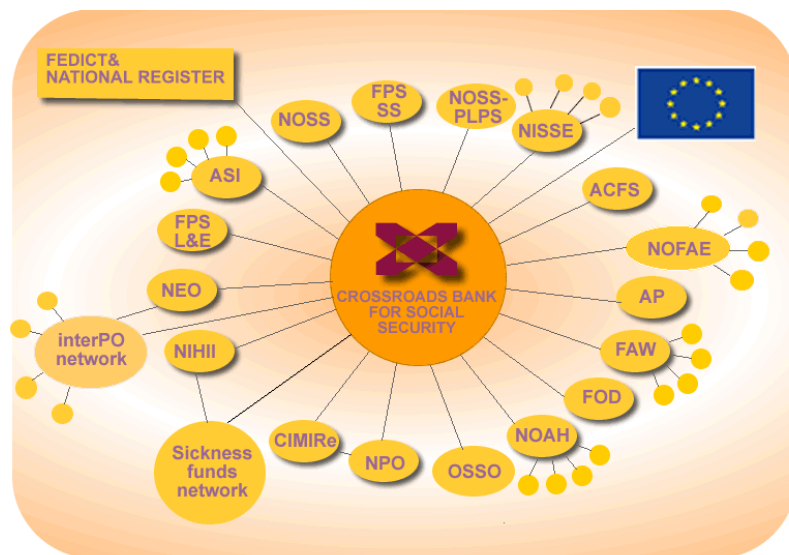 FEDICT&
NATIONAL REGISTER
NOSS
FPS
SS
NOSS-
PLPS
NISSE
ASI
ACFS
FPS
L&E
NOFAE
CROSSROADS BANK
FOR SOCIAL
SECURITY
NEO
AP
interPO
network
NIHII
FAW
FOD
CIMIRe
NOAH
Sickness
funds
network
NPO
OSSO